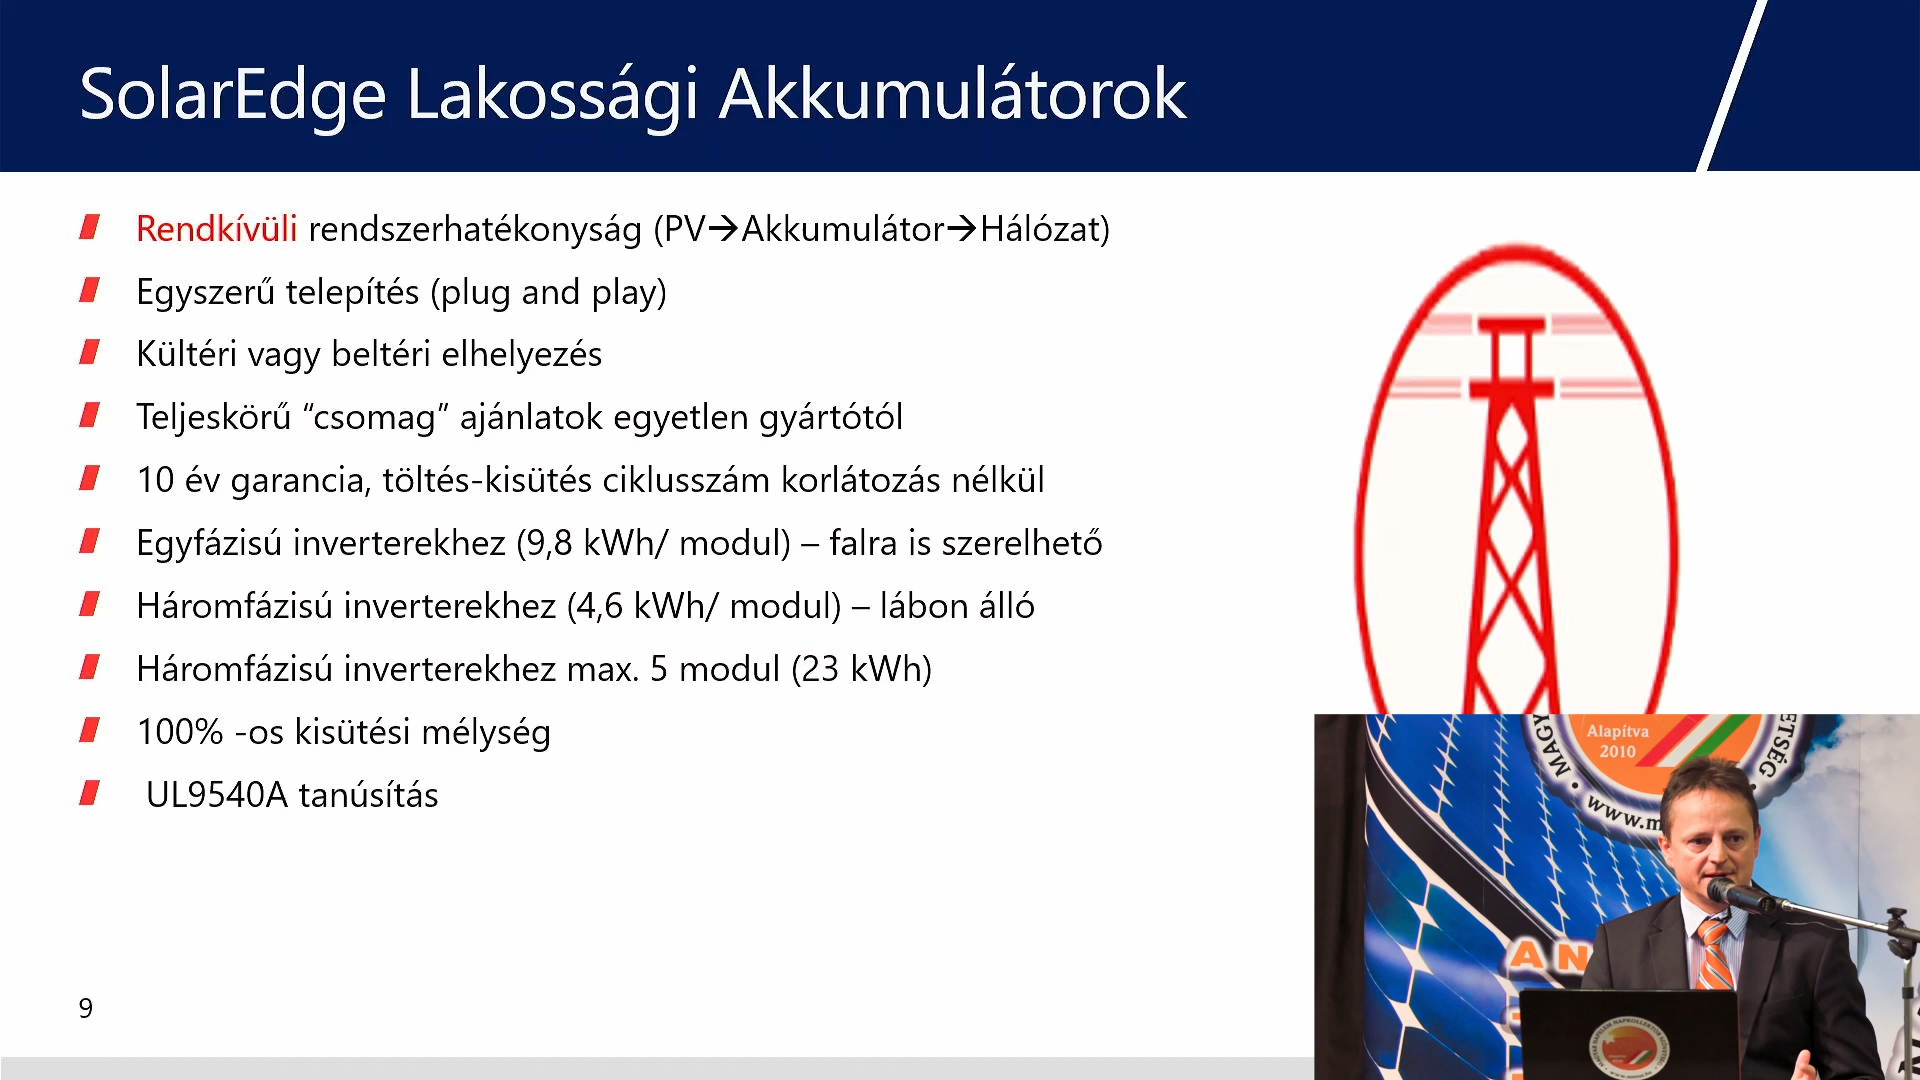 SolarEdge Lakossági Akkumulátorok
Rendkívüli rendszerhatékonyság (PV→Akkumulátor→Hálózat)
Egyszerű telepítés (plug and play)
Kültéri vagy beltéri elhelyezés
Teljeskörű “csomag” ajánlatok egyetlen gyártótól
10 év garancia, töltés-kisütés ciklusszám korlátozás nélkül
Egyfázisú inverterekhez (9,8 kWh/ modul) – falra is szerelhető
Háromfázisú inverterekhez (4,6 kWh/ modul) – lábon álló
Háromfázisú inverterekhez max. 5 modul (23 kWh)
100% -os kisütési mélység
UL9540A tanúsítás
9
Alapítva
2010
MAGY
ETSÉG
www.m
AN